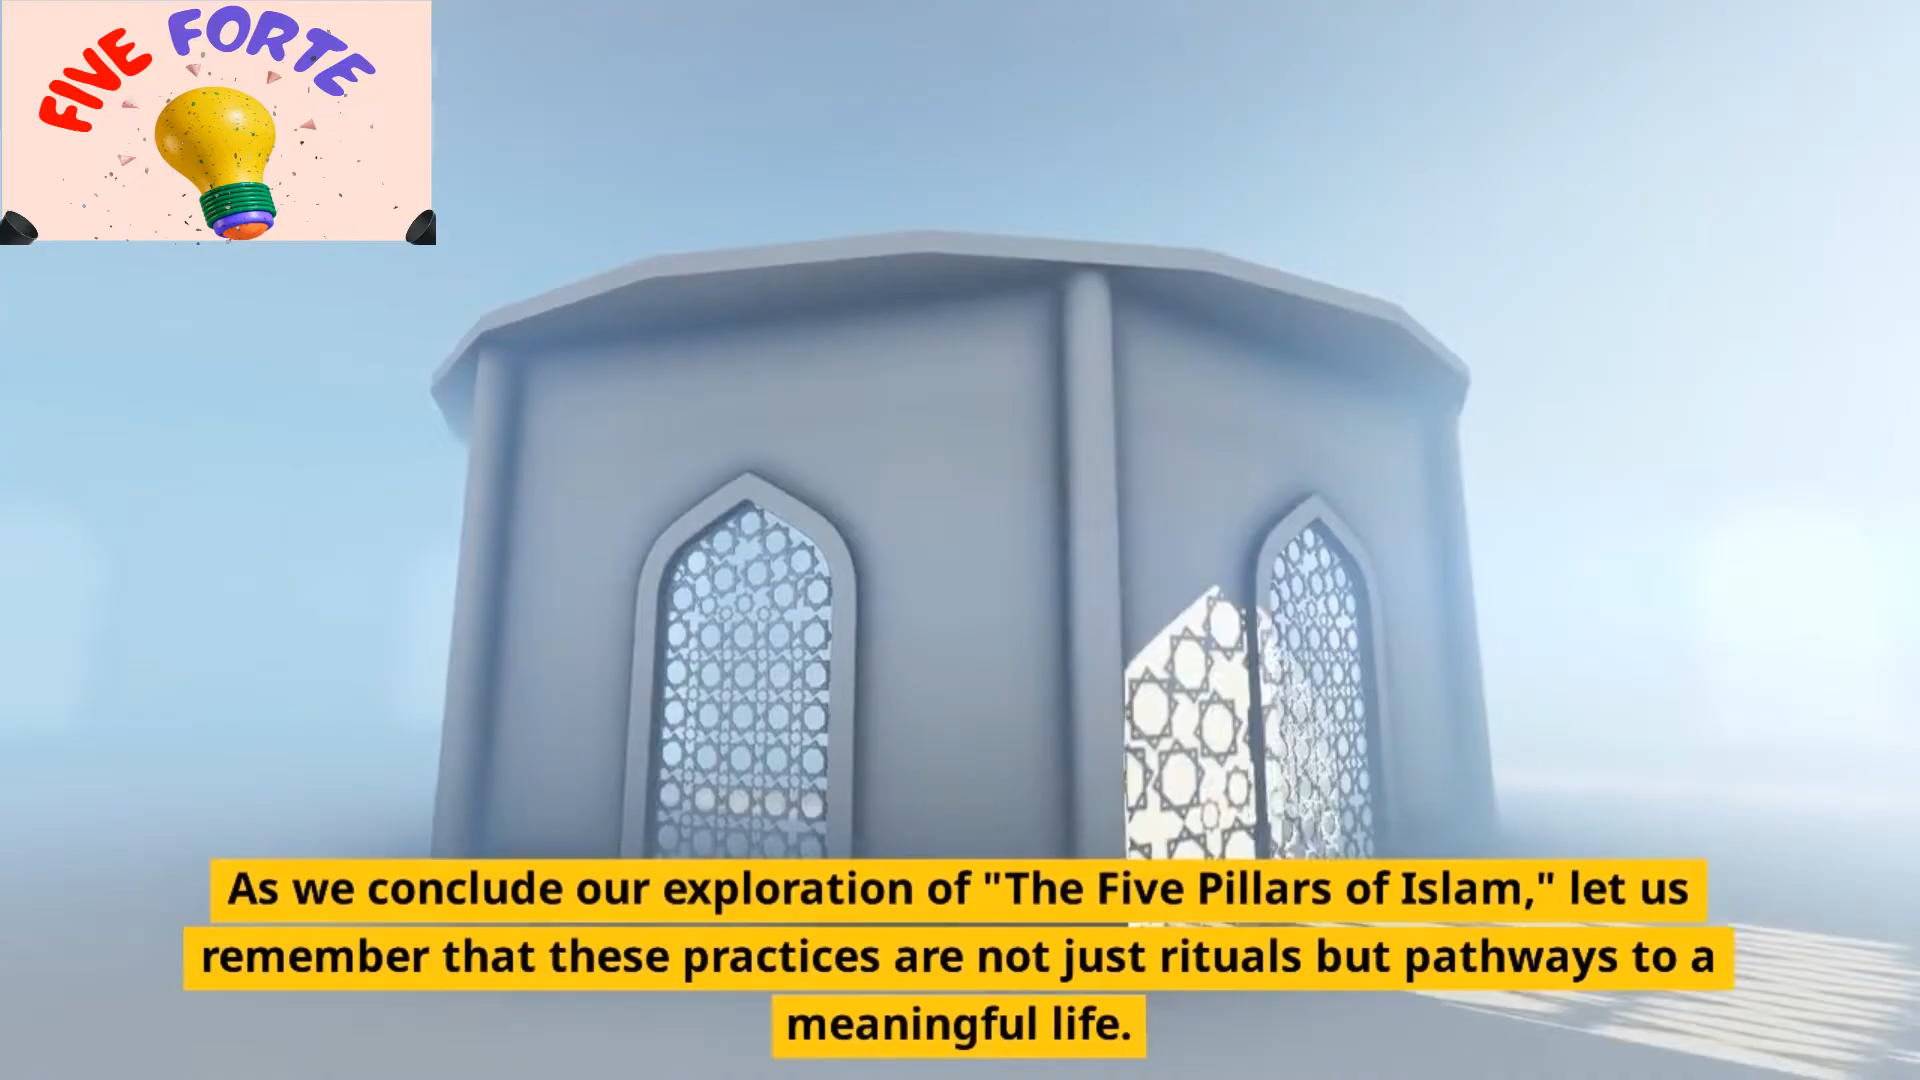 FIVE FORTE
As we conclude our exploration of "The Five Pillars of Islam," let us
remember that these practices are not just rituals but pathways to a
meaningful life.